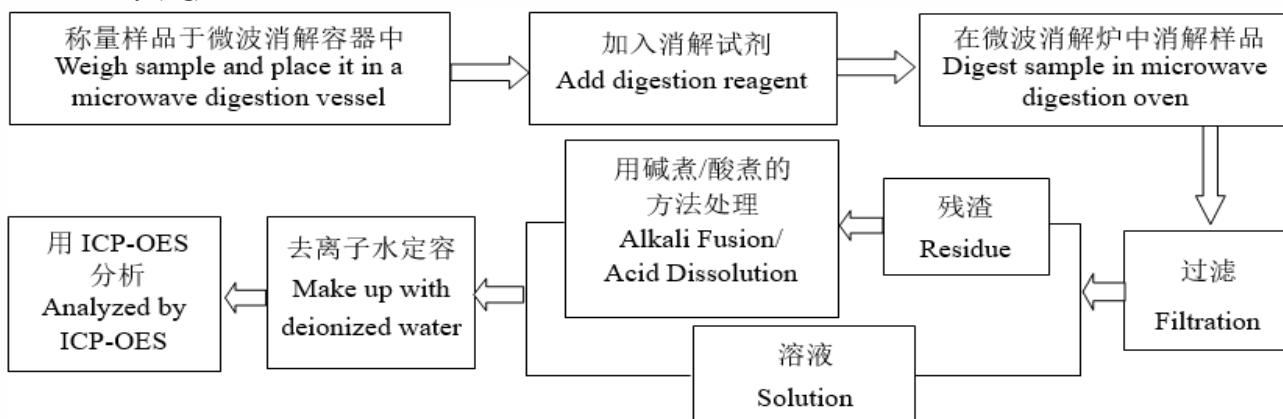 称量样品于微波消解容器中
Weigh sample and place it in a
microwave digestion vessel
加入消解试剂
Add digestion reagent
在微波消解炉中消解样品
Digest sample in microwave
digestion oven
过滤
Filtration
残渣
Residue
用碱煮/酸煮的
方法处理
Alkali Fusion/
Acid Dissolution
溶液
Solution
去离子水定容
Make up with
deionized water
用 ICP-OES
分析
Analyzed by
ICP-OES